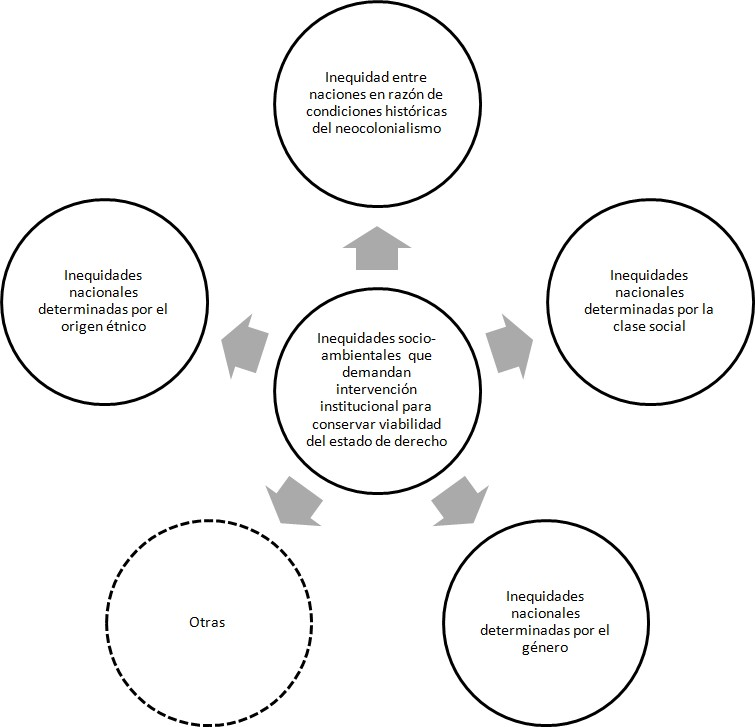 Inequidad entre
naciones en razón de
condiciones históricas
del neocolonialismo
Inequidades
nacionales
determinadas por el
origen étnico
Inequidades
nacionales
determinadas por la
clase social
Inequidades socio-
ambientales que
demandan
intervención
institucional para
conservar viabilidad
del estado de derecho
Otras
Inequidades
nacionales
determinadas por el
género